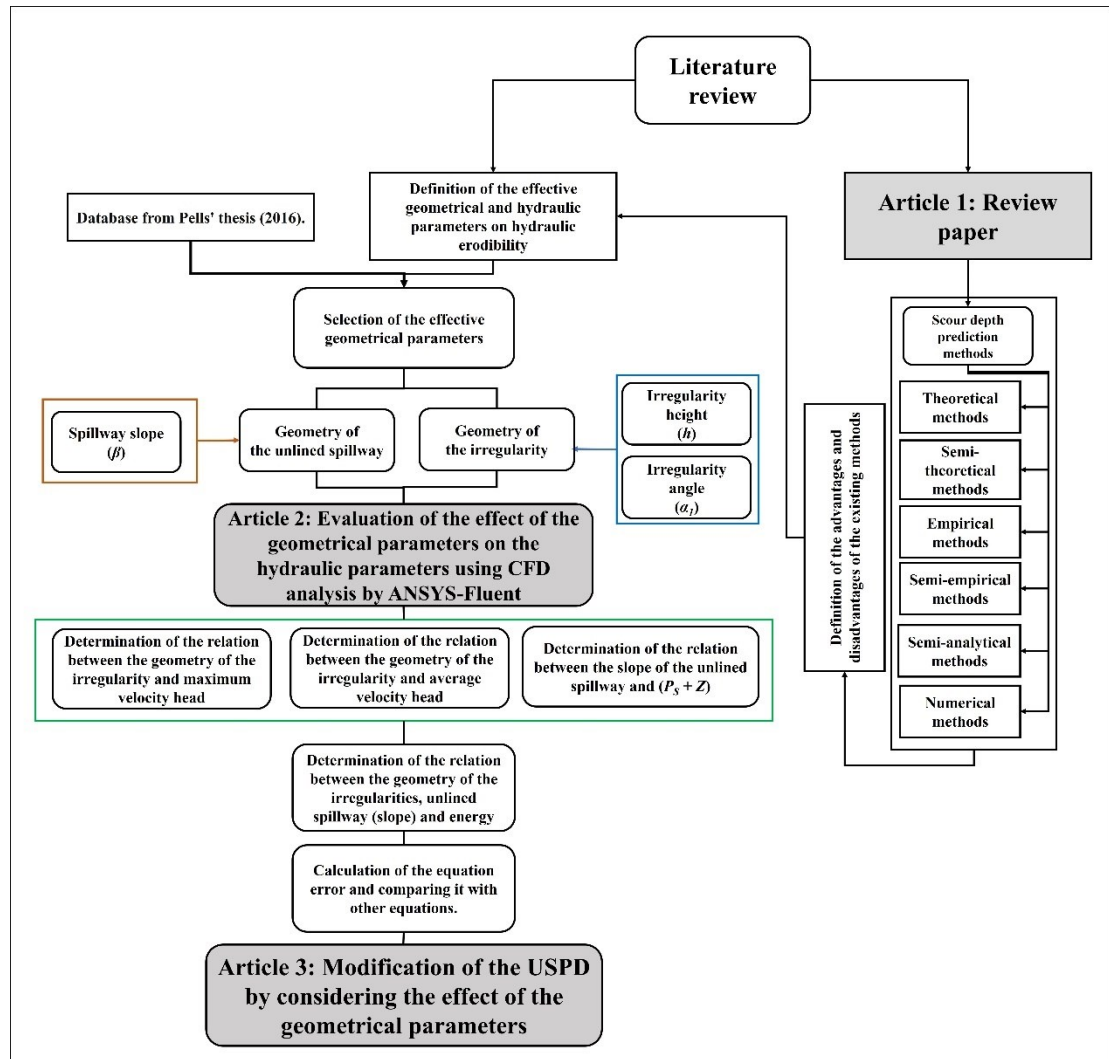 Literature
review
Database from Pells' thesis (2016).
Definition of the effective
geometrical and hydraulic
parameters on hydraulic
erodibility
Article 1: Review
paper
Selection of the effective
geometrical parameters
Scour depth
prediction
methods
Theoretical
methods
Semi-
theoretical
methods
Empirical
methods
Semi-empirical
methods
Semi-analytical
methods
Numerical
methods
Definition of the advantages and
disadvantages of the existing methods
Spillway slope
(β)
Geometry of
the unlined spillway
Geometry of
the irregularity
Irregularity
height
(h)
Irregularity
angle
(α1)
Article 2: Evaluation of the effect of the
geometrical parameters on the
hydraulic parameters using CFD
analysis by ANSYS-Fluent
Determination of the relation
between the geometry of the
irregularity and maximum
velocity head
Determination of the relation
between the geometry of the
irregularity and average
velocity head
Determination of the relation
between the slope of the unlined
spillway and (PS + Z)
Determination of the relation
between the geometry of the
irregularities, unlined
spillway (slope) and energy
Calculation of the equation
error and comparing it with
other equations.
Article 3: Modification of the USPD
by considering the effect of the
geometrical parameters